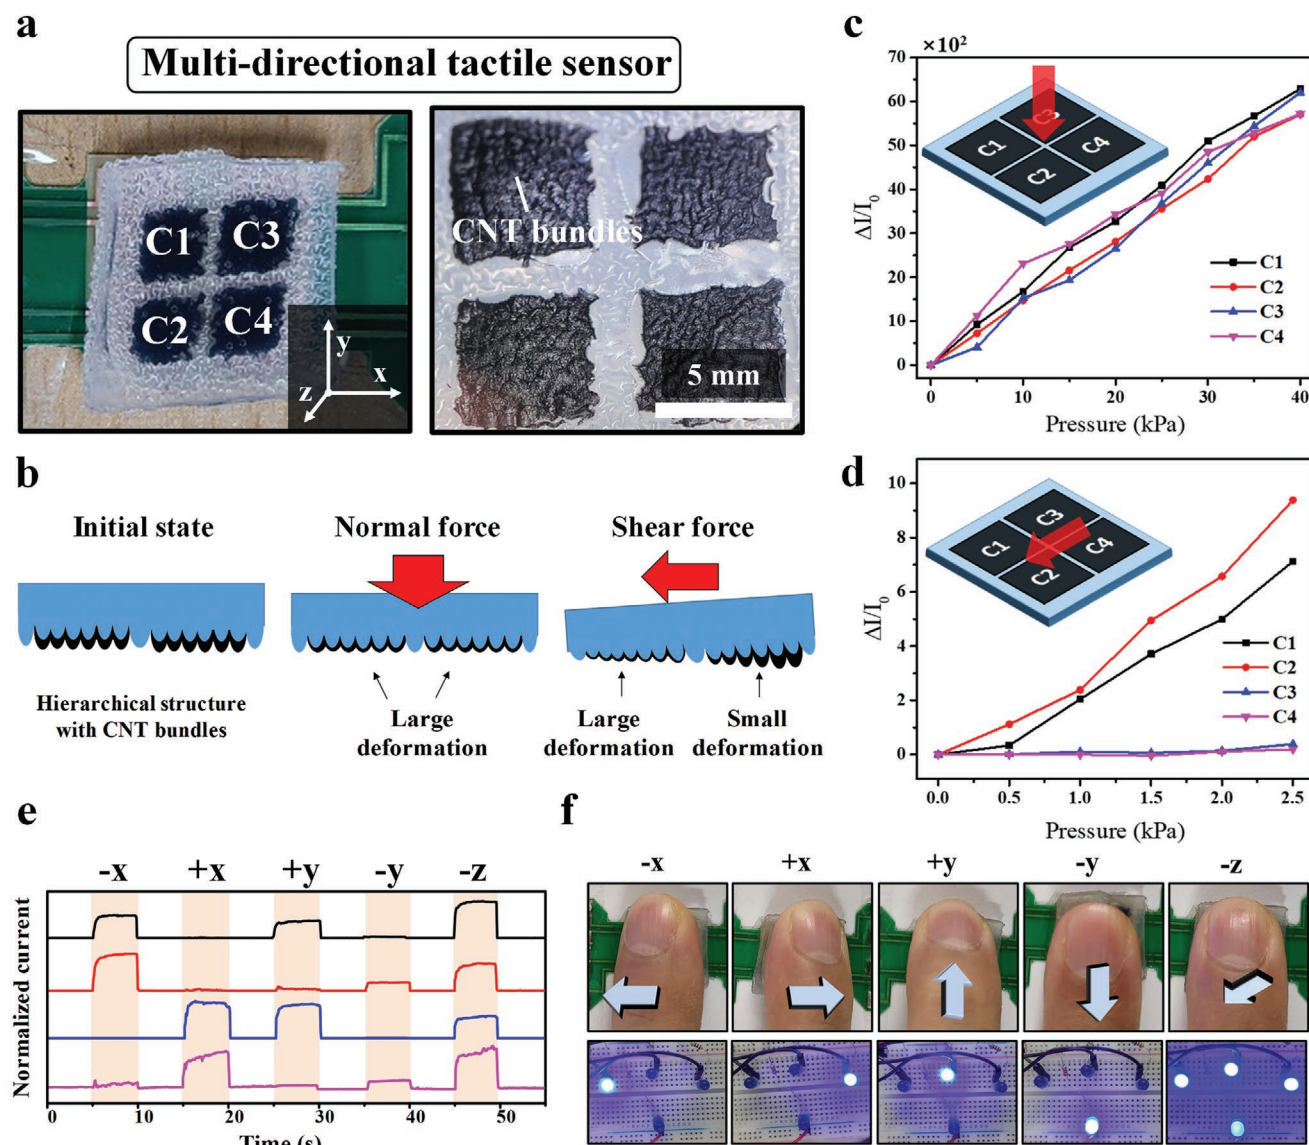 a
Multi-directional tactile sensor
C1 C3
C2 C4
y
x
z
CNT bundles
5 mm
b
Initial state
Normal force
Shear force
Hierarchical structure
with CNT bundles
Large
deformation
Large
deformation
Small
deformation
c
×10²
70
60
50
40
30
20
10
0
ΔI/I₀
C3
C1
C4
C2
C1
C2
C3
C4
0 5 10 15 20 25 30 35 40
Pressure (kPa)
d
10
8
6
4
2
0
ΔI/I₀
C3
C1
C4
C2
C1
C2
C3
C4
0.0 0.5 1.0 1.5 2.0 2.5
Pressure (kPa)
e
-x +x +y -y -z
Normalized current
0 10 20 30 40 50
Time (s)
f
-x +x +y -y -z